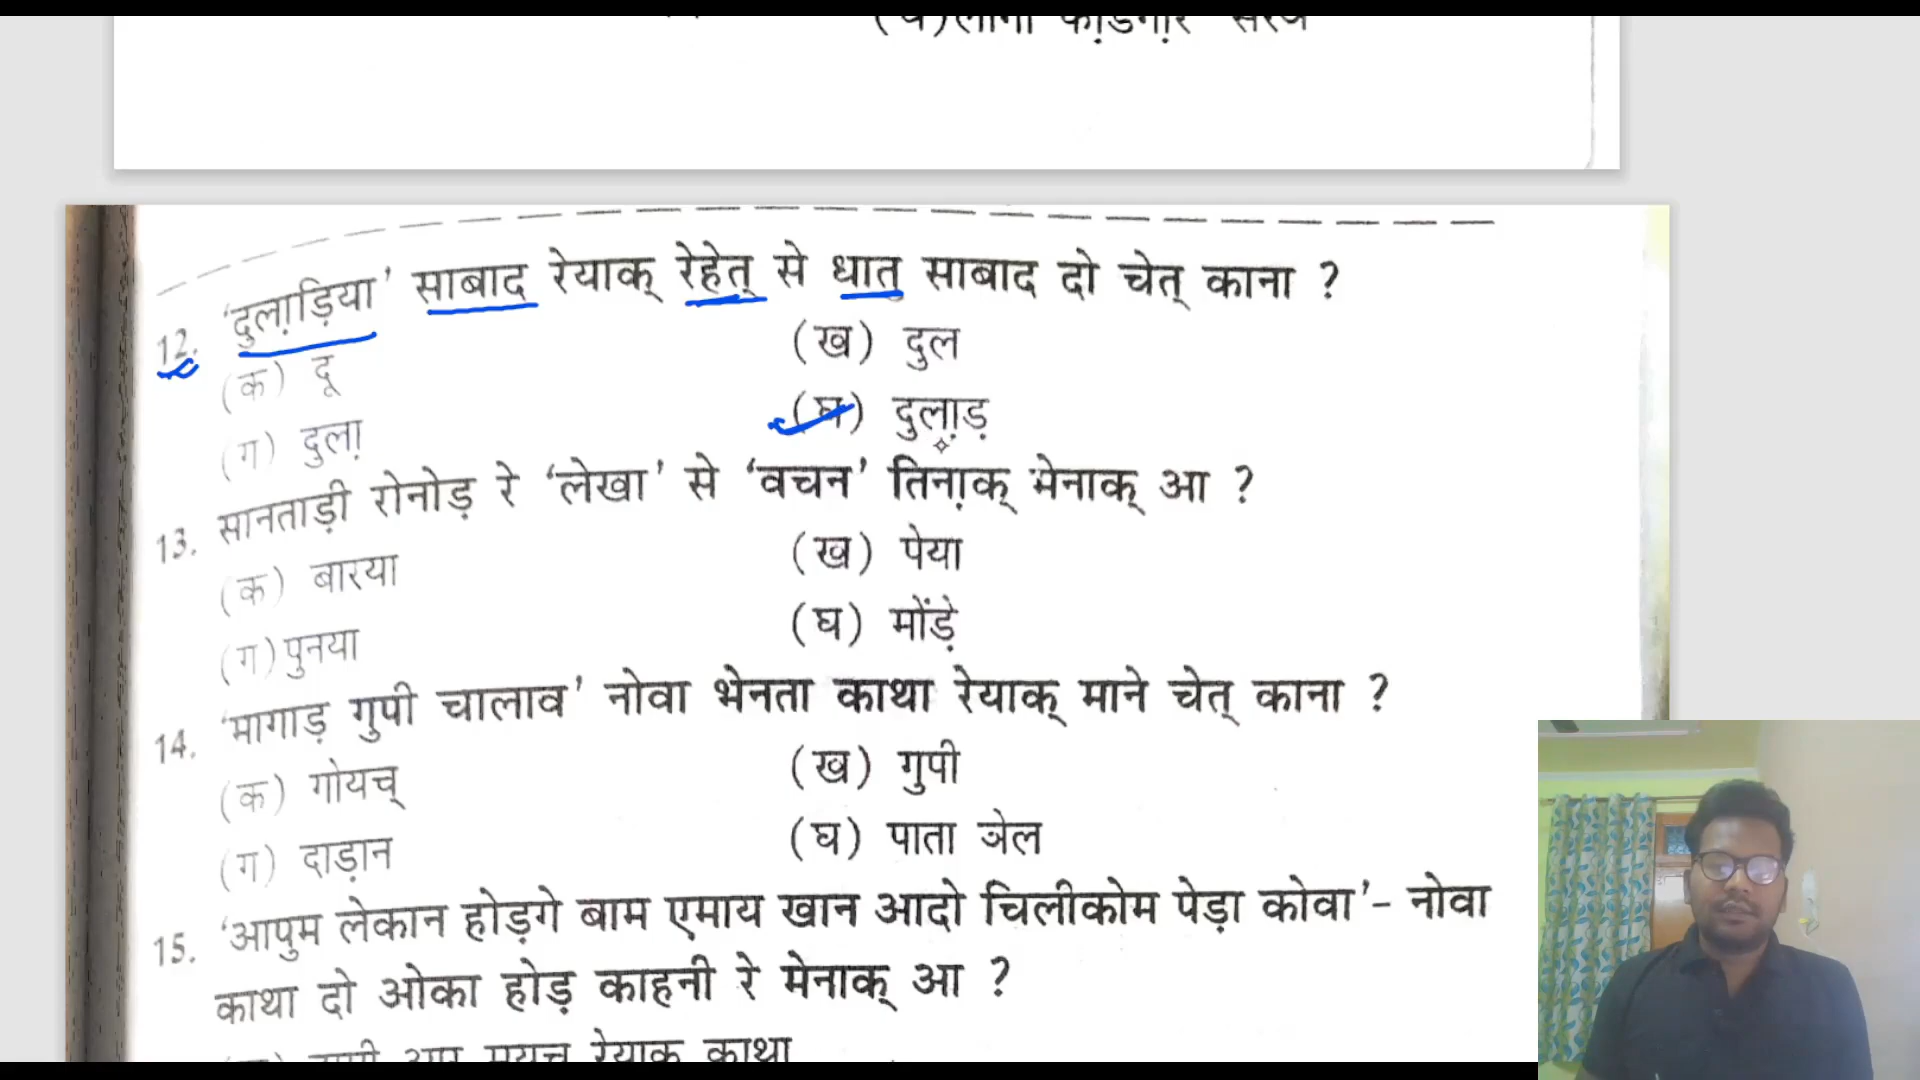 12. ‘दुला़ड़िया’ साबाद रेयाक् रेहेत् से धातु साबाद दो चेत् काना ?
(क) दू (ख) दुल
(ग) दुला़ (घ) दुला़ड़
13. सानताड़ी रोनोड़ रे ‘लेखा’ से ‘वचन’ तिना़क् मेनाक् आ ?
(क) बारया (ख) पेया
(ग) पुनया (घ) मोंड़े
14. ‘मागाड़ गुपी चालाव’ नोवा भेनता काथा रेयाक् माने चेत् काना ?
(क) गोयच् (ख) गुपी
(ग) दाड़ा़न (घ) पाता ञेल
15. ‘आपुम लेकान होड़गे बाम एमाय खान आदो चिलीकोम पेड़ा कोवा’ – नोवा
काथा दो ओका होड़ काहनी रे मेनाक् आ ?
रेयाक् काथा